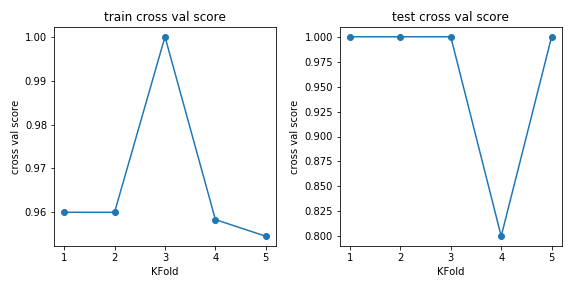 train cross val score
cross val score
1.00
0.99
0.98
0.97
0.96
1 2 3 4 5
KFold
test cross val score
cross val score
1.000
0.975
0.950
0.925
0.900
0.875
0.850
0.825
0.800
1 2 3 4 5
KFold